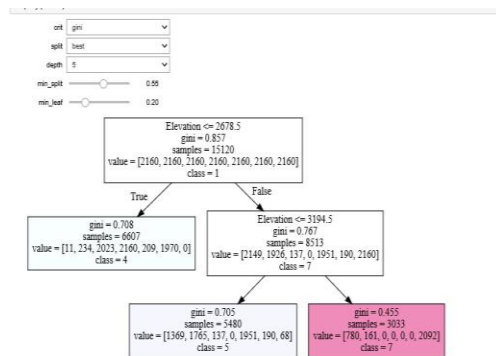 crit gini
split best
depth 5
min_split 0.55
min_leaf 0.20
Elevation <= 2678.5
gini = 0.857
samples = 15120
value = [2160, 2160, 2160, 2160, 2160, 2160, 2160]
class = 1
True
False
gini = 0.708
samples = 6607
value = [11, 234, 2023, 2160, 209, 1970, 0]
class = 4
Elevation <= 3194.5
gini = 0.767
samples = 8513
value = [2149, 1926, 137, 0, 1951, 190, 2160]
class = 7
gini = 0.705
samples = 5480
value = [1369, 1765, 137, 0, 1951, 190, 68]
class = 5
gini = 0.455
samples = 3033
value = [780, 161, 0, 0, 0, 0, 2092]
class = 7